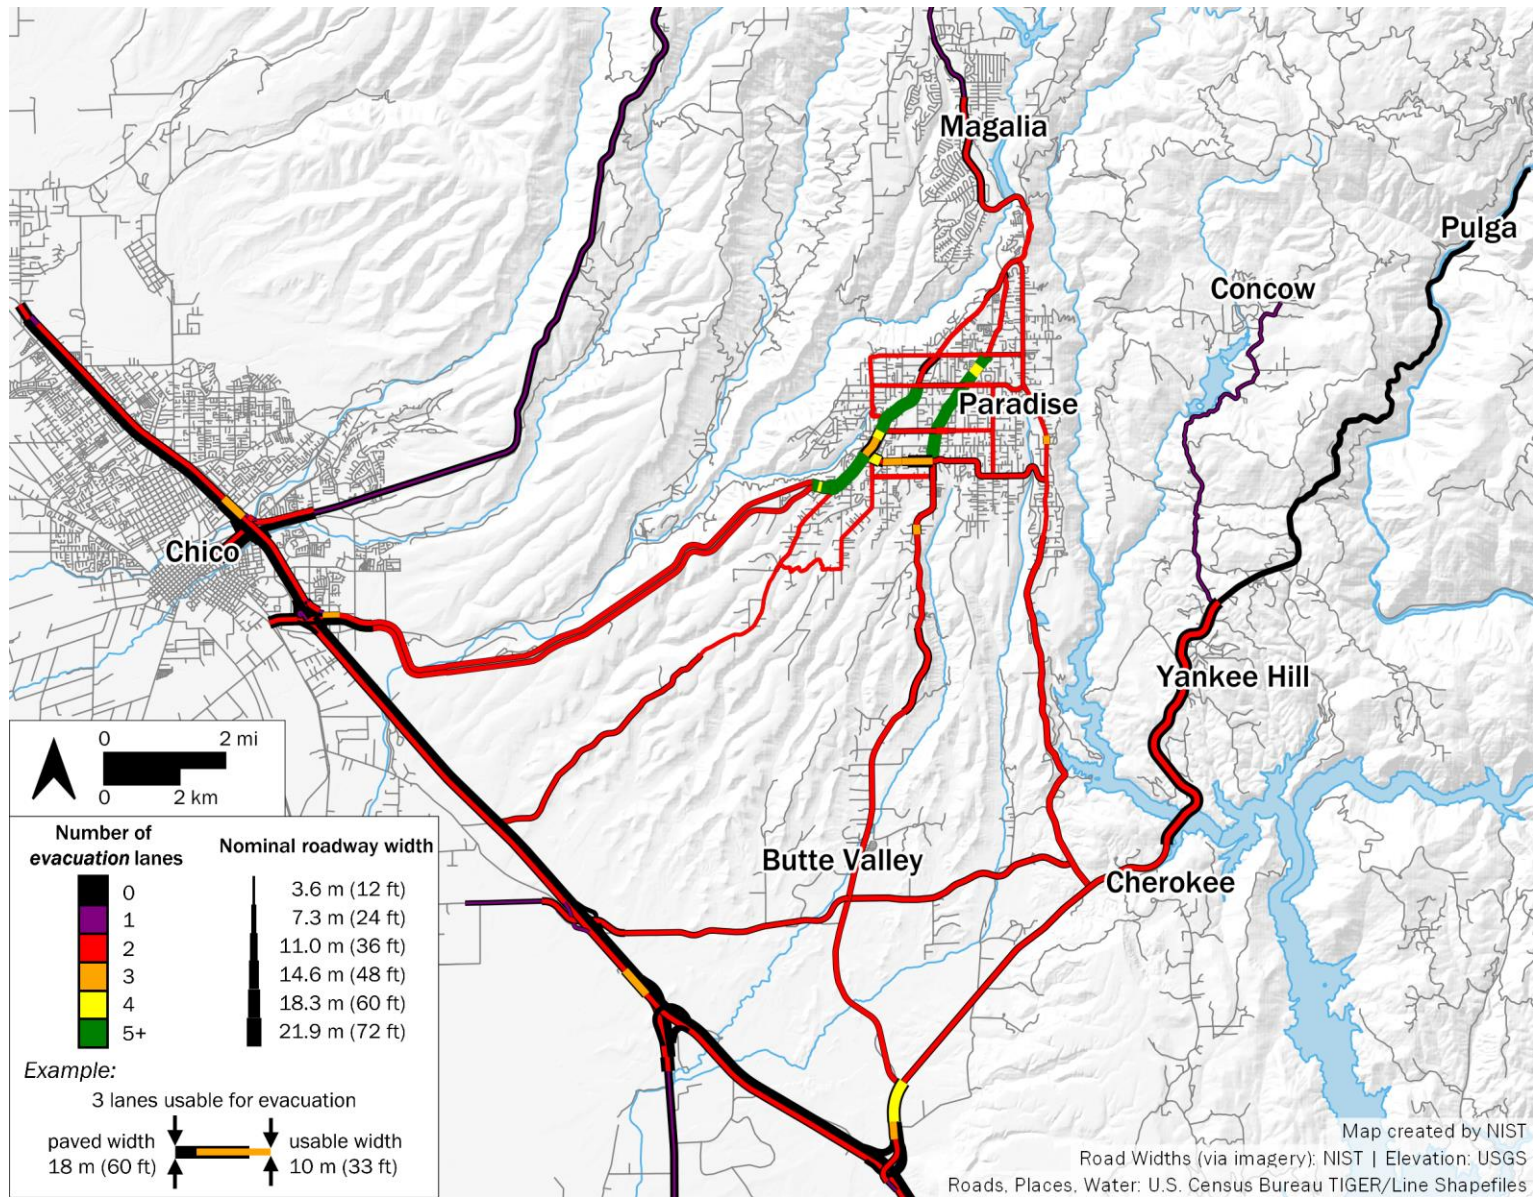 Magalia
Pulga
Concow
Paradise
Chico
Yankee Hill
Butte Valley
Cherokee
0 2 mi
0 2 km
Number of
evacuation lanes
0
1
2
3
4
5+
Nominal roadway width
3.6 m (12 ft)
7.3 m (24 ft)
11.0 m (36 ft)
14.6 m (48 ft)
18.3 m (60 ft)
21.9 m (72 ft)
Example:
3 lanes usable for evacuation
paved width
18 m (60 ft)
usable width
10 m (33 ft)
Map created by NIST
Road Widths (via imagery): NIST | Elevation: USGS
Roads, Places, Water: U.S. Census Bureau TIGER/Line Shapefiles